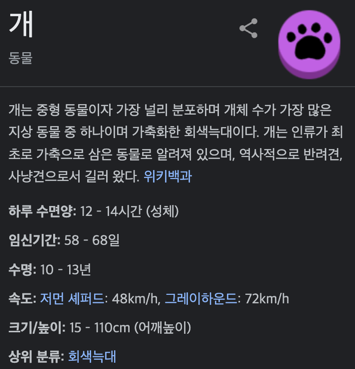 개
동물
개는 중형 동물이자 가장 널리 분포하며 개체 수가 가장 많은
지상 동물 중 하나이며 가축화한 회색늑대이다. 개는 인류가 최
초로 가축으로 삼은 동물로 알려져 있으며, 역사적으로 반려견,
사냥견으로서 길러 왔다. 위키백과
하루 수면양: 12 - 14시간 (성체)
임신기간: 58 - 68일
수명: 10 - 13년
속도: 저먼 셰퍼드: 48km/h, 그레이하운드: 72km/h
크기/높이: 15 - 110cm (어깨높이)
상위 분류: 회색늑대